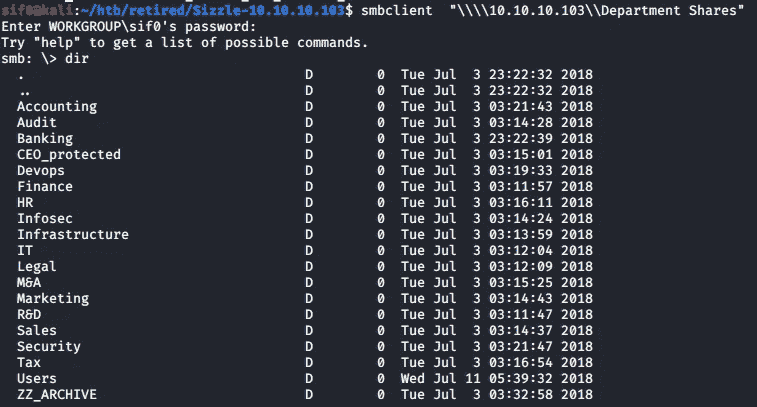 sif0@kali:~/htb/retired/Sizzle-10.10.10.103$ smbclient "\\\\10.10.10.103\\Department Shares"
Enter WORKGROUP\sif0's password:
Try "help" to get a list of possible commands.
smb: \> dir
. D 0 Tue Jul 3 23:22:32 2018
.. D 0 Tue Jul 3 23:22:32 2018
Accounting D 0 Tue Jul 3 03:21:43 2018
Audit D 0 Tue Jul 3 03:14:28 2018
Banking D 0 Tue Jul 3 23:22:39 2018
CEO_protected D 0 Tue Jul 3 03:15:01 2018
Devops D 0 Tue Jul 3 03:19:33 2018
Finance D 0 Tue Jul 3 03:11:57 2018
HR D 0 Tue Jul 3 03:16:11 2018
Infosec D 0 Tue Jul 3 03:14:24 2018
Infrastructure D 0 Tue Jul 3 03:13:59 2018
IT D 0 Tue Jul 3 03:12:04 2018
Legal D 0 Tue Jul 3 03:12:09 2018
M&A D 0 Tue Jul 3 03:15:25 2018
Marketing D 0 Tue Jul 3 03:14:43 2018
R&D D 0 Tue Jul 3 03:11:47 2018
Sales D 0 Tue Jul 3 03:14:37 2018
Security D 0 Tue Jul 3 03:21:47 2018
Tax D 0 Tue Jul 3 03:16:54 2018
Users D 0 Wed Jul 11 05:39:32 2018
ZZ_ARCHIVE D 0 Tue Jul 3 03:32:58 2018